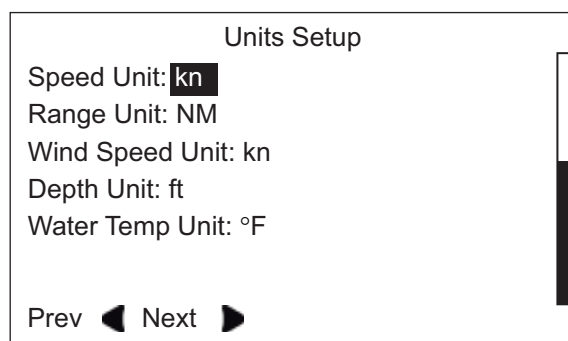 Units Setup
Speed Unit: kn
Range Unit: NM
Wind Speed Unit: kn
Depth Unit: ft
Water Temp Unit: °F
Prev ◀ Next ▶